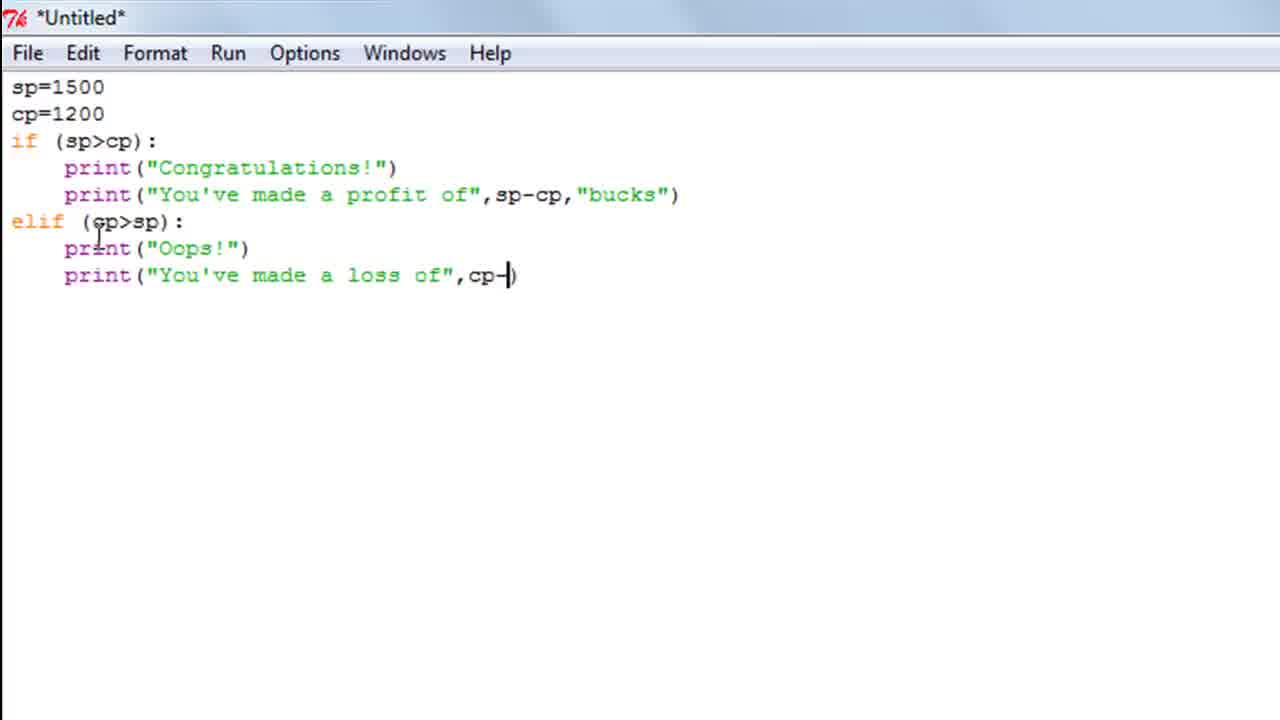 *Untitled*
File Edit Format Run Options Windows Help
sp=1500
cp=1200
if (sp>cp):
    print("Congratulations!")
    print("You've made a profit of",sp-cp,"bucks")
elif (cp>sp):
    print("Oops!")
    print("You've made a loss of",cp-)